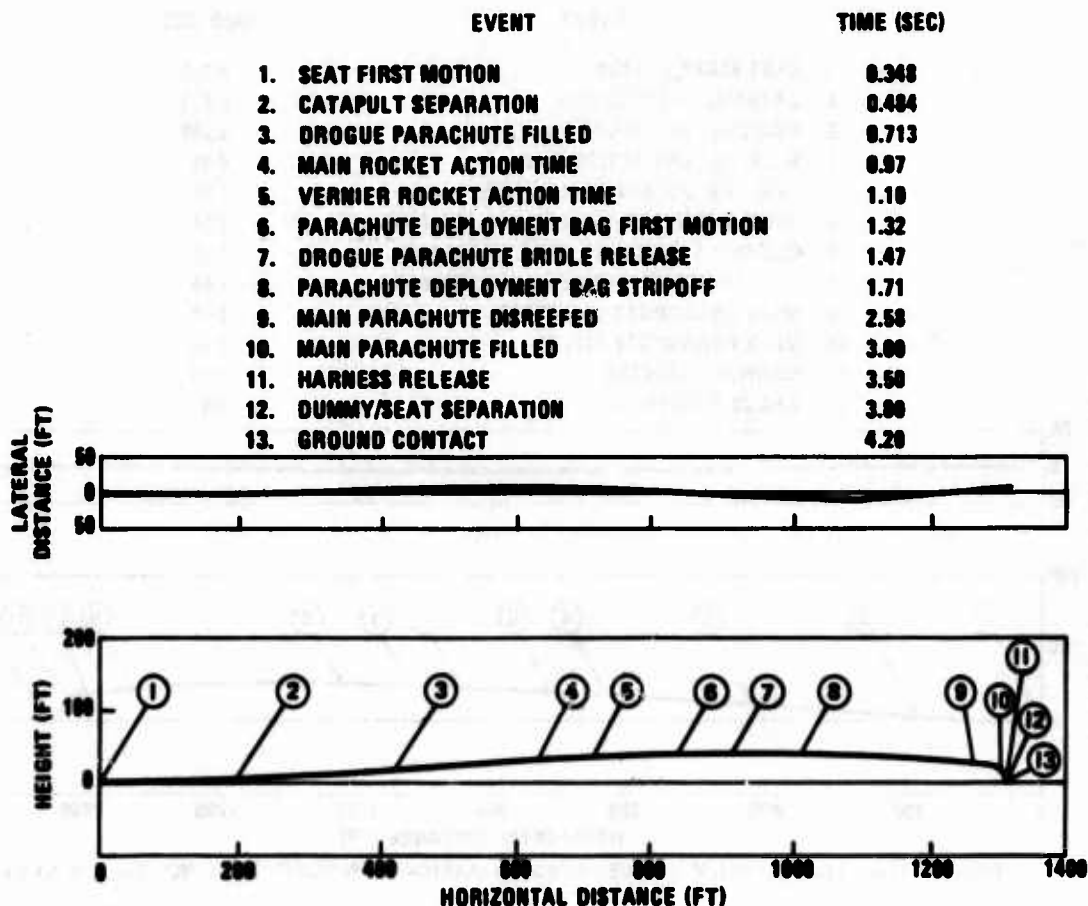 EVENT TIME (SEC)
1. SEAT FIRST MOTION 0.348
2. CATAPULT SEPARATION 0.484
3. DROGUE PARACHUTE FILLED 0.713
4. MAIN ROCKET ACTION TIME 0.97
5. VERNIER ROCKET ACTION TIME 1.10
6. PARACHUTE DEPLOYMENT BAG FIRST MOTION 1.32
7. DROGUE PARACHUTE BRIDLE RELEASE 1.47
8. PARACHUTE DEPLOYMENT BAG STRIPOFF 1.71
9. MAIN PARACHUTE DISREEFED 2.58
10. MAIN PARACHUTE FILLED 3.00
11. HARNESS RELEASE 3.50
12. DUMMY/SEAT SEPARATION 3.80
13. GROUND CONTACT 4.20
LATERAL
DISTANCE (FT)
50
0
50
HEIGHT (FT)
200
100
0
1 2 3 4 5 6 7 8 9 10 11 12 13
0 200 400 600 800 1000 1200 1400
HORIZONTAL DISTANCE (FT)